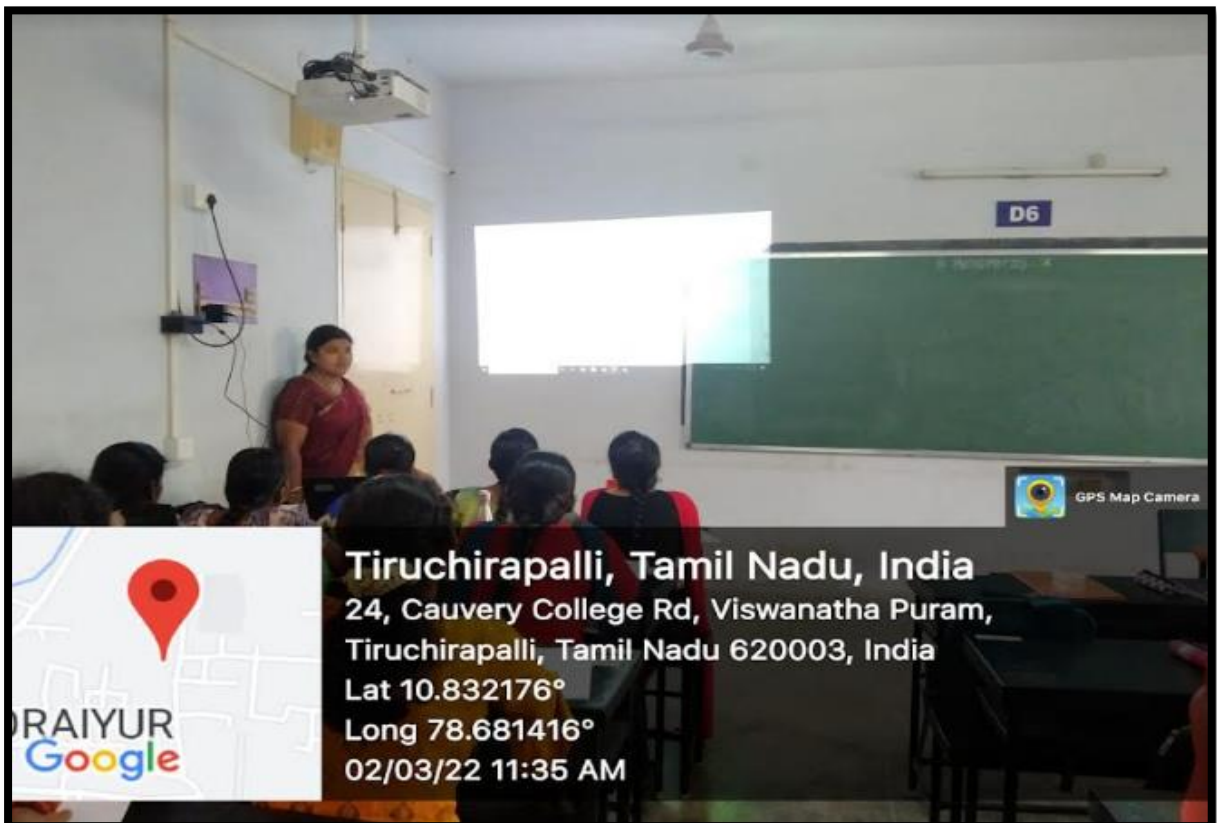 D6
GPS Map Camera
Tiruchirapalli, Tamil Nadu, India
24, Cauvery College Rd, Viswanatha Puram,
Tiruchirapalli, Tamil Nadu 620003, India
Lat 10.832176°
Long 78.681416°
02/03/22 11:35 AM
RAIYUR
Google